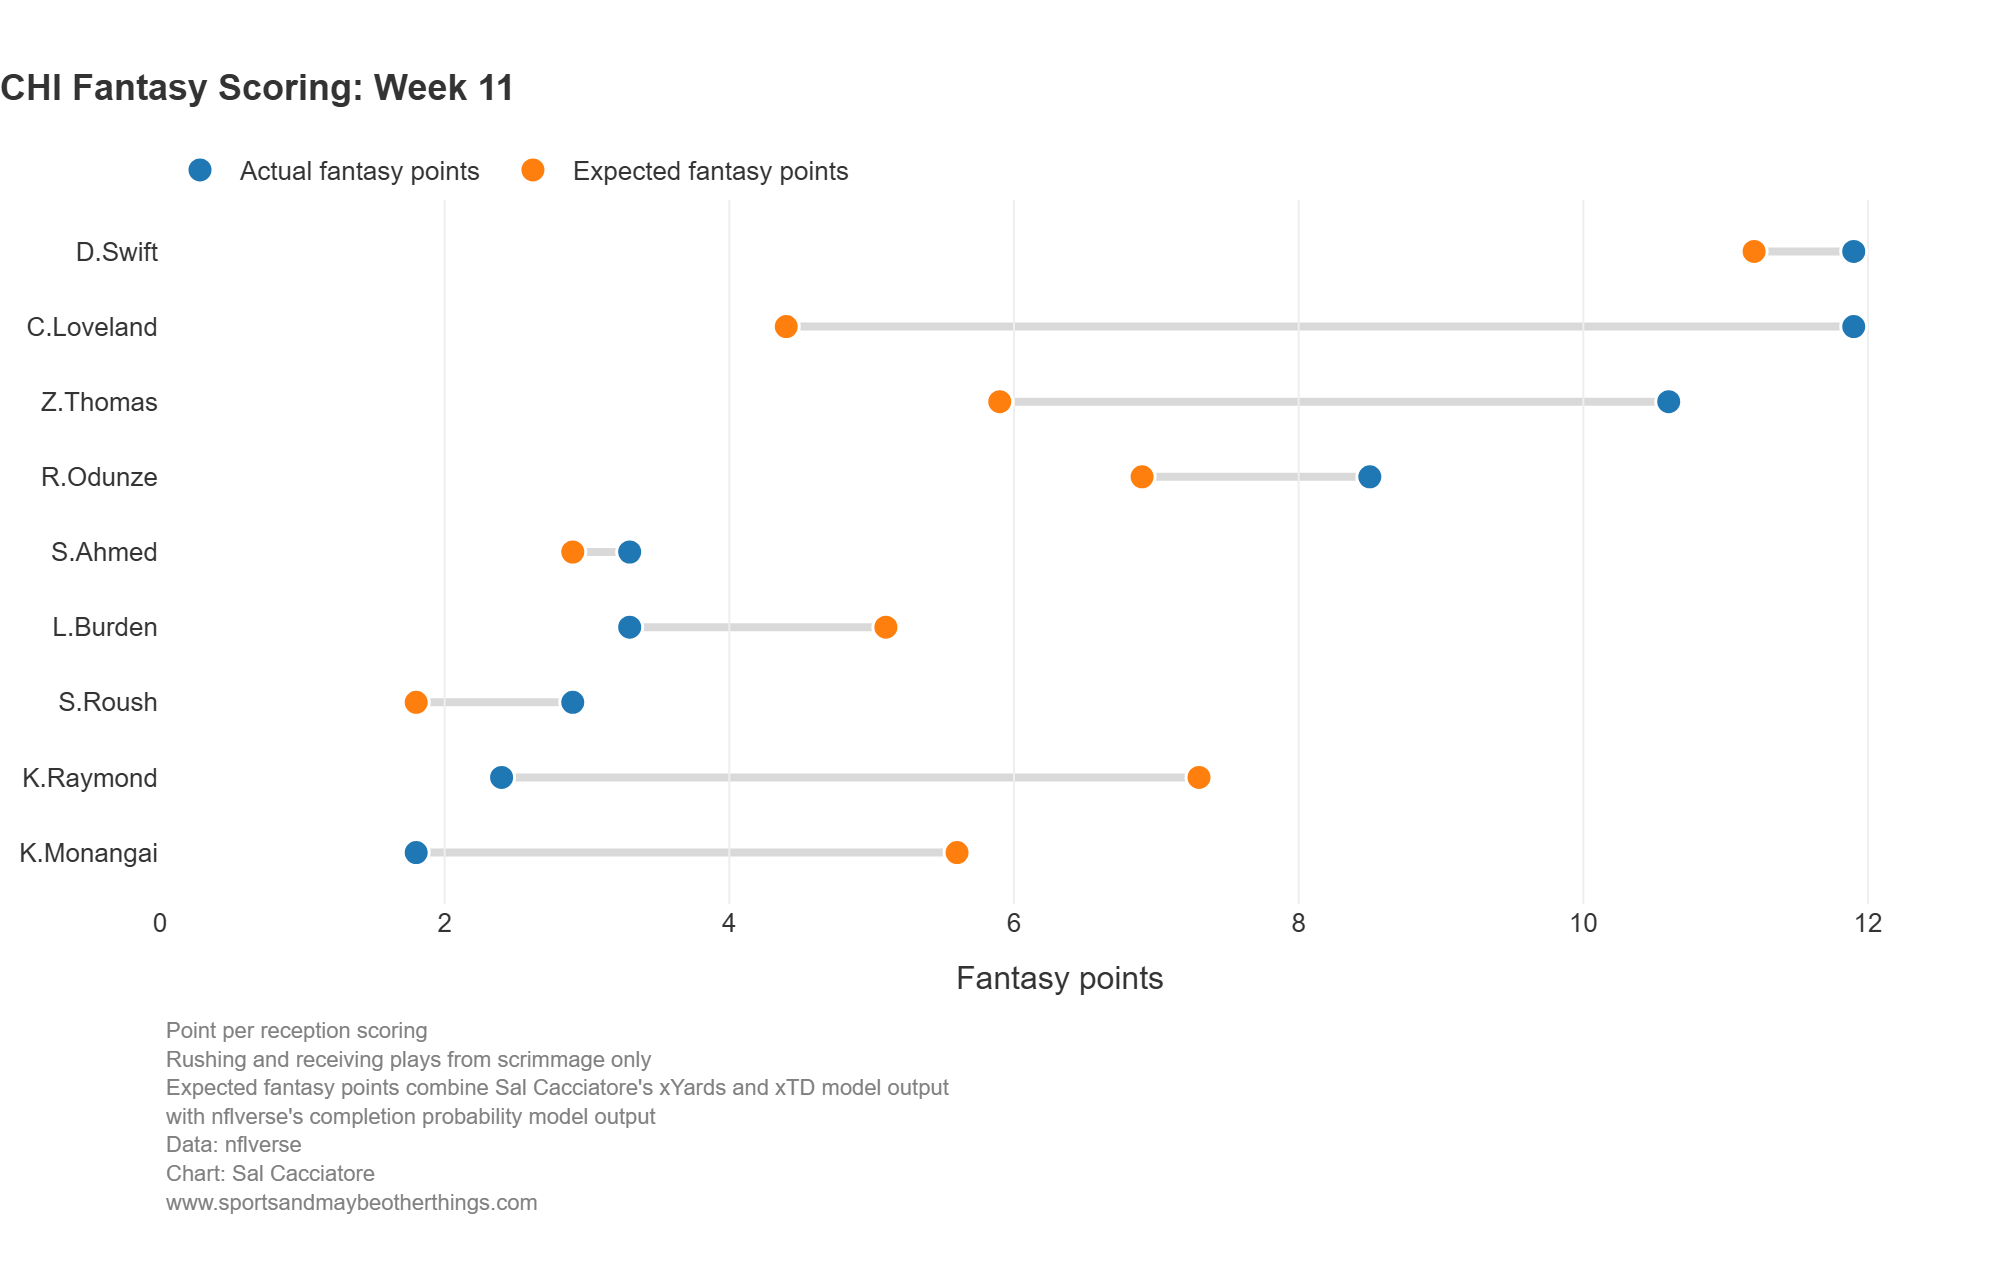 CHI Fantasy Scoring: Week 11
Actual fantasy points
Expected fantasy points
D.Swift
C.Loveland
Z.Thomas
R.Odunze
S.Ahmed
L.Burden
S.Roush
K.Raymond
K.Monangai
0 2 4 6 8 10 12
Fantasy points
Point per reception scoring
Rushing and receiving plays from scrimmage only
Expected fantasy points combine Sal Cacciatore's xYards and xTD model output
with nflverse's completion probability model output
Data: nflverse
Chart: Sal Cacciatore
www.sportsandmaybeotherthings.com